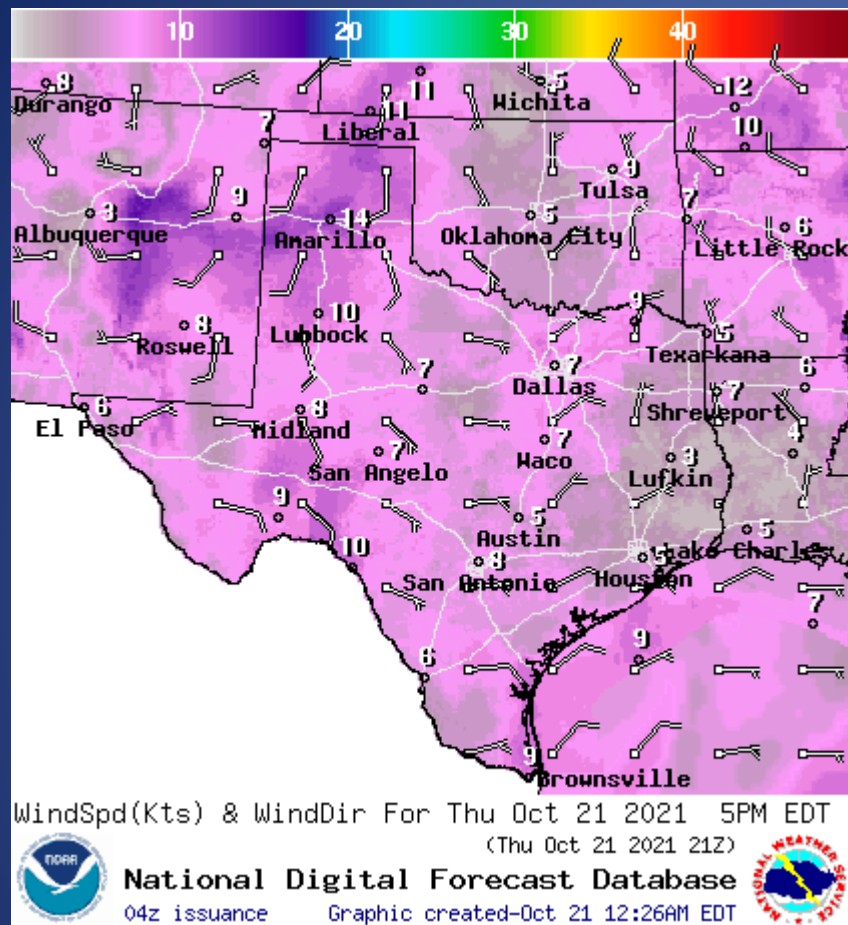 10 20 30 40
8 11 5 12
Durango Wichita
11
Liberal
7 10
9
Tulsa
3 9 14 5 7 6
Albuquerque Amarillo Oklahoma City Little Rock
8 10 9
Roswell Lubbock 5
Texarkana
7 7
Dallas 7
6 8 Shreveport
El Paso Midland 7 4
7 Waco 3
San Angelo Lufkin
9 5 5
Austin
10 8 5 Lake Charles
San Antonio Houston
7
6 9
9
Brownsville
WindSpd(Kts) & WindDir For Thu Oct 21 2021 5PM EDT
(Thu Oct 21 2021 21Z)
NOAA
National Digital Forecast Database
04z issuance Graphic created-Oct 21 12:26AM EDT
NATIONAL WEATHER SERVICE